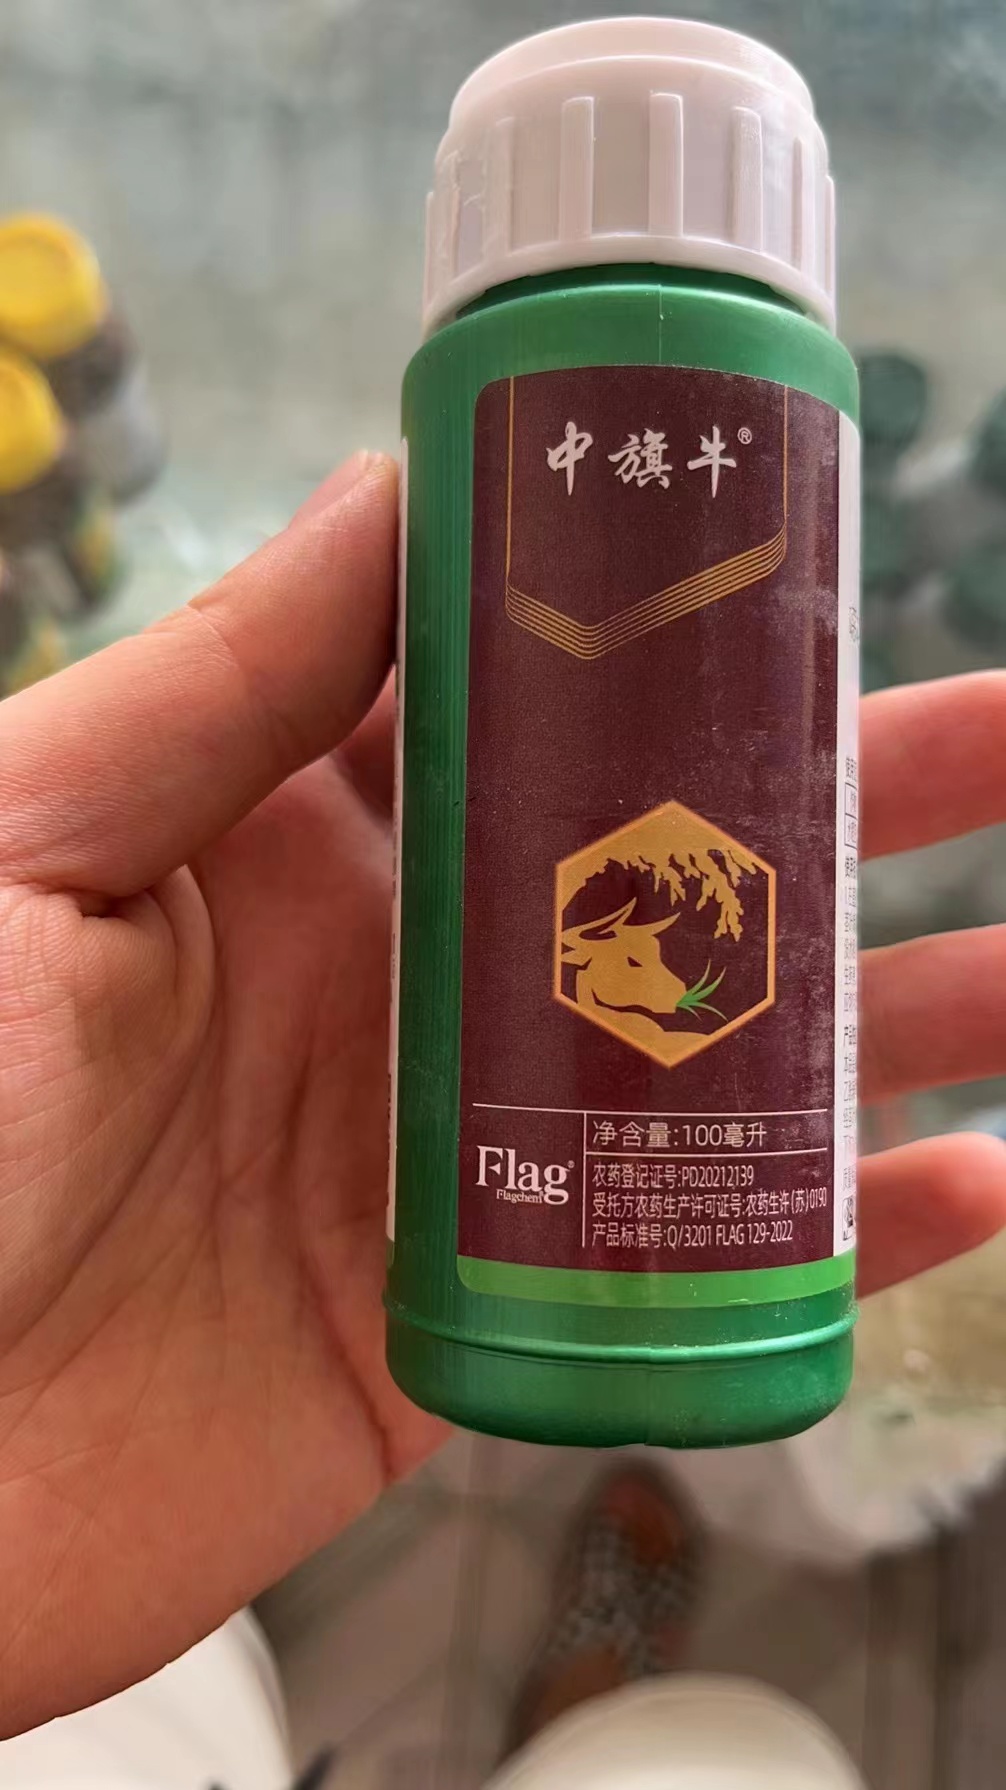 中旗牛®
Flag®
Flagchem®
净含量:100毫升
农药登记证号:PD20212139
受托方农药生产许可证号:农药生许(苏)0190
产品标准号:Q/3201 FLAG 129-2022